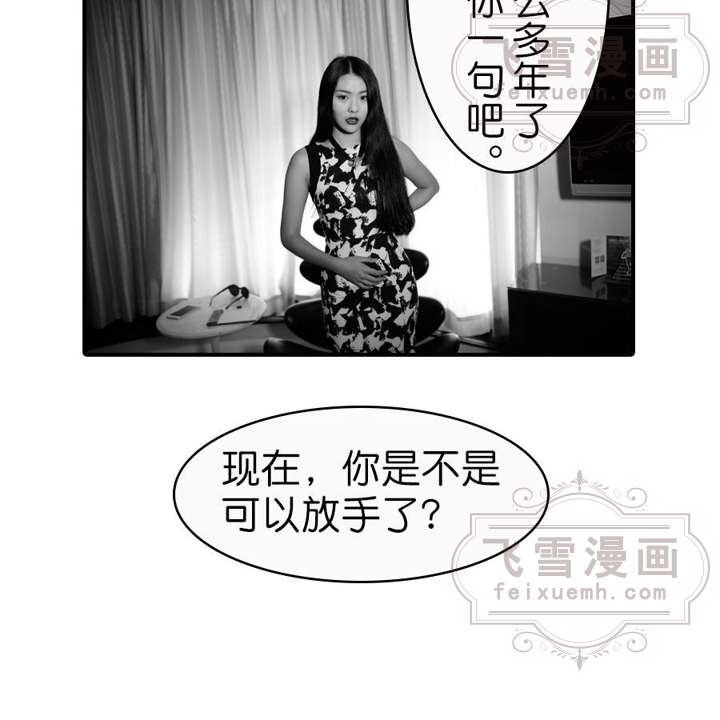 么多年了
你一句吧。
飞雪漫画
feixuemh.com
现在，你是不是
可以放手了？
飞雪漫画
feixuemh.com